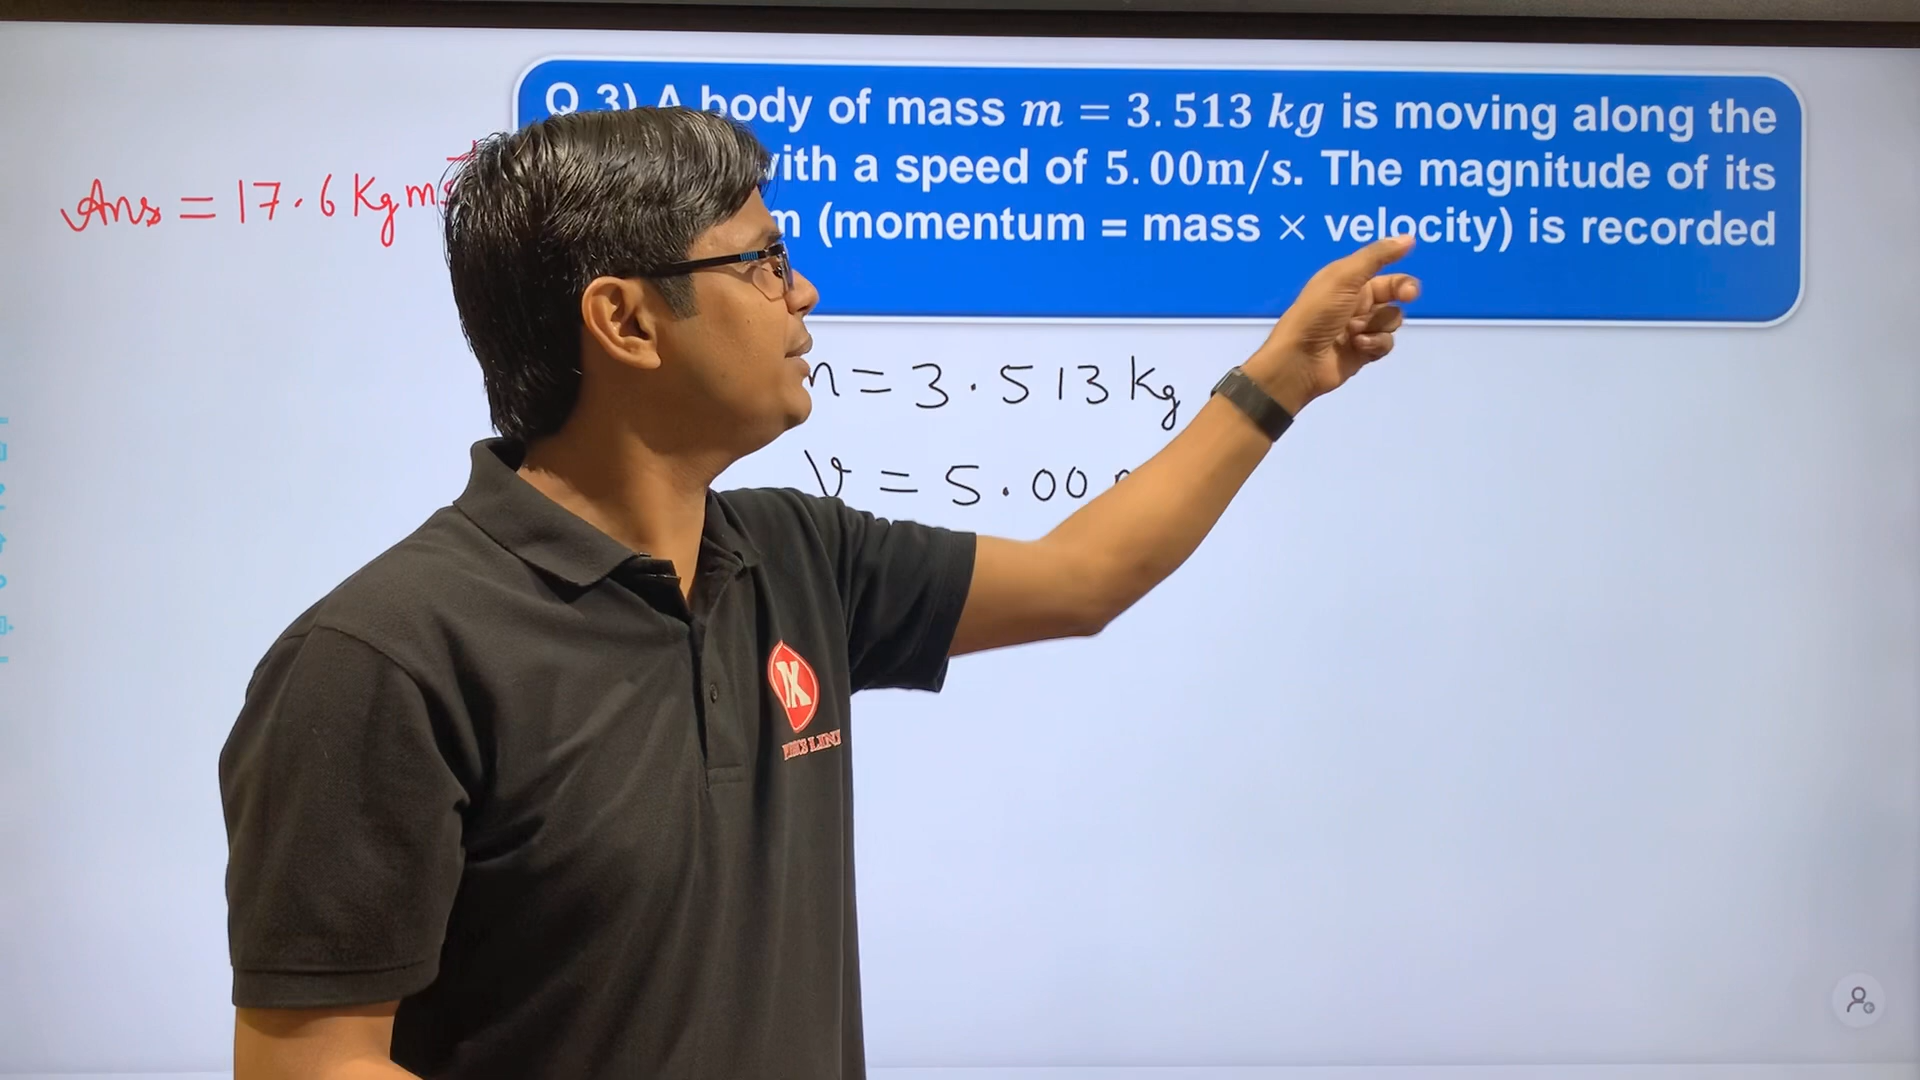 Q.3) A body of mass m = 3.513 kg is moving along the
with a speed of 5.00m/s. The magnitude of its
(momentum = mass × velocity) is recorded
Ans = 17.6 Kg m
m = 3.513 Kg
v = 5.00